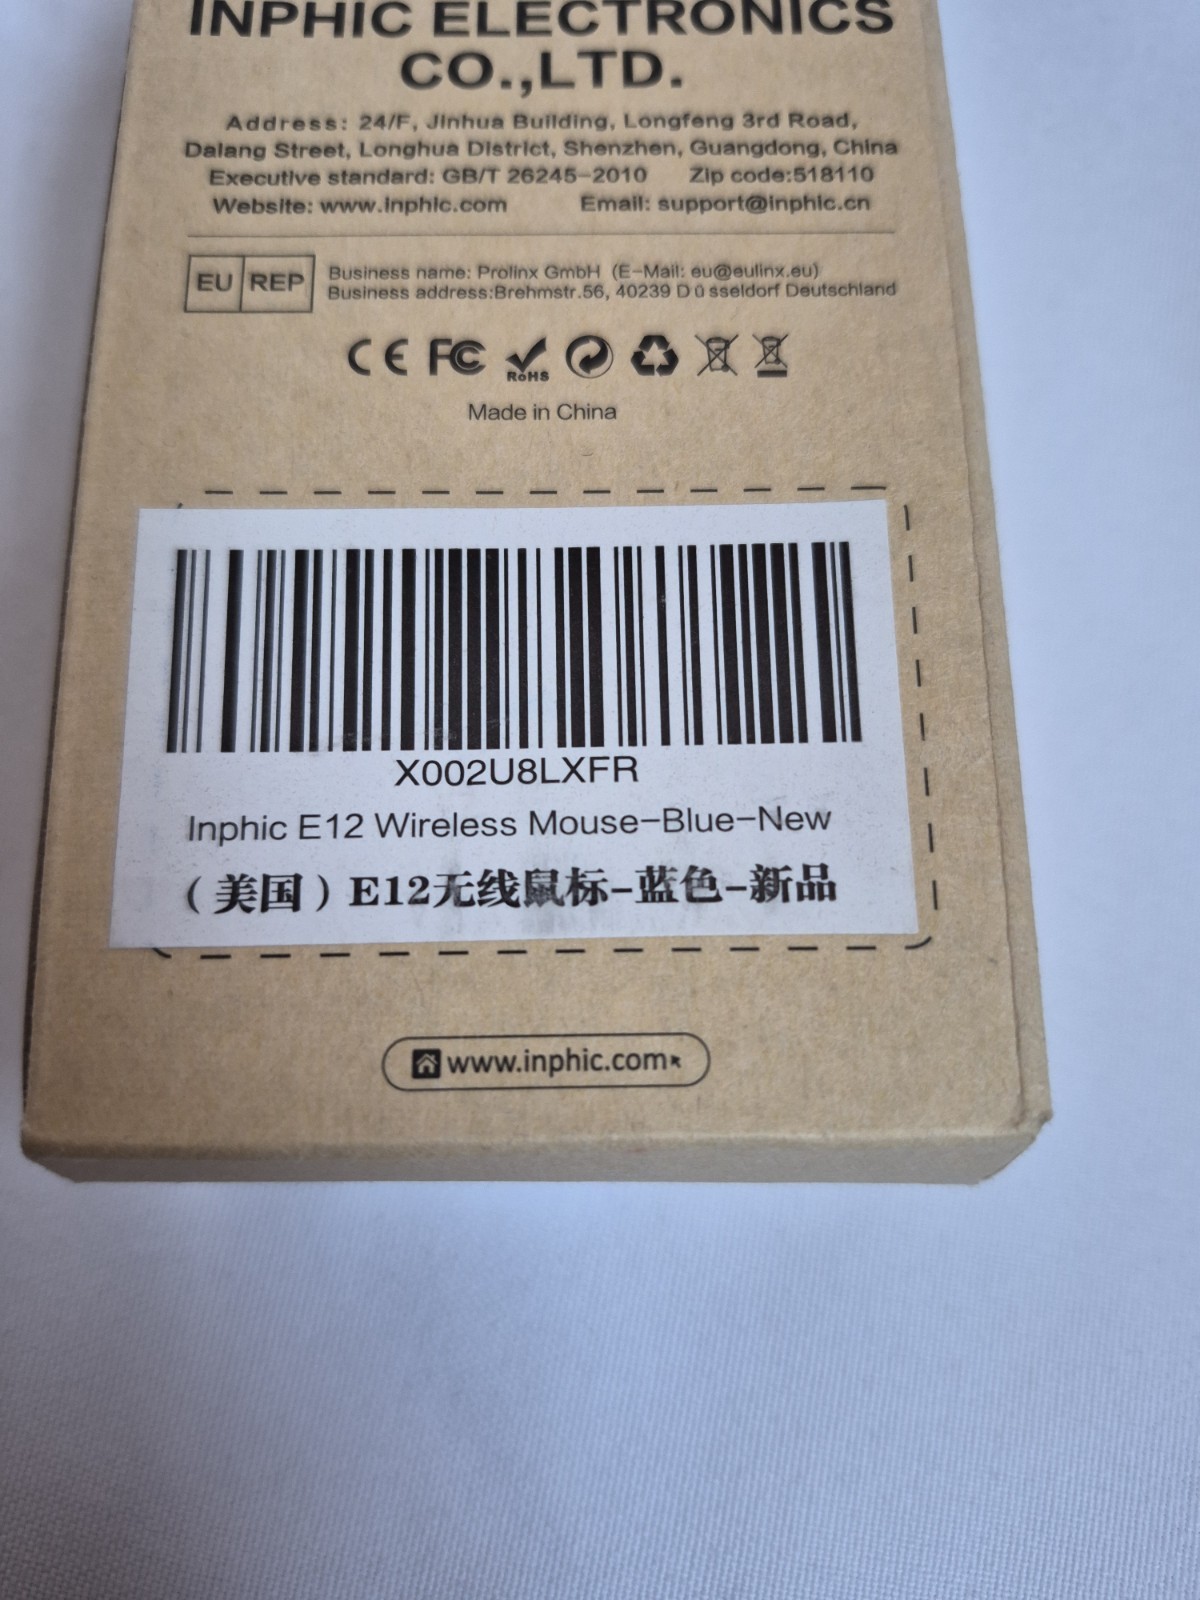 INPHIC ELECTRONICS
CO.,LTD.
Address: 24/F, Jinhua Building, Longfeng 3rd Road,
Dalang Street, Longhua District, Shenzhen, Guangdong, China
Executive standard: GB/T 26245-2010 Zip code:518110
Website: www.inphic.com Email: support@inphic.cn
EU REP
Business name: Prolinx GmbH (E-Mail: eu@eulinx.eu)
Business address:Brehmstr.56, 40239 Düsseldorf Deutschland
CE FC RoHS
Made in China
X002U8LXFR
Inphic E12 Wireless Mouse-Blue-New
（美国）E12无线鼠标-蓝色-新品
www.inphic.com